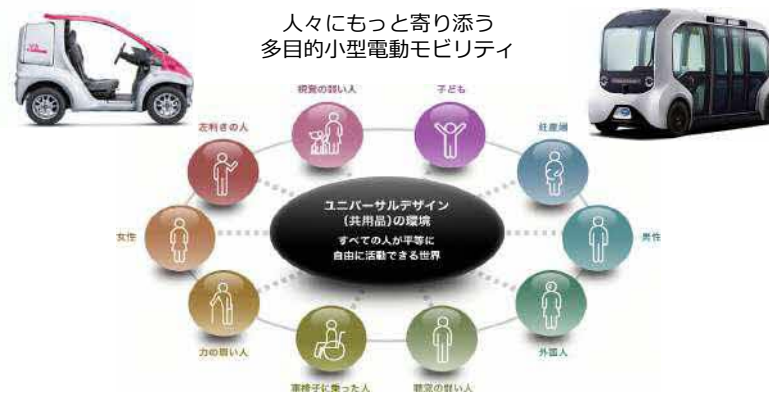 人々にもっと寄り添う
多目的小型電動モビリティ
視覚の弱い人
子ども
左利きの人
妊産婦
ユニバーサルデザイン
(共用品)の環境
すべての人が平等に
自由に活動できる世界
女性
男性
力の弱い人
外国人
車椅子に乗った人
聴覚の弱い人